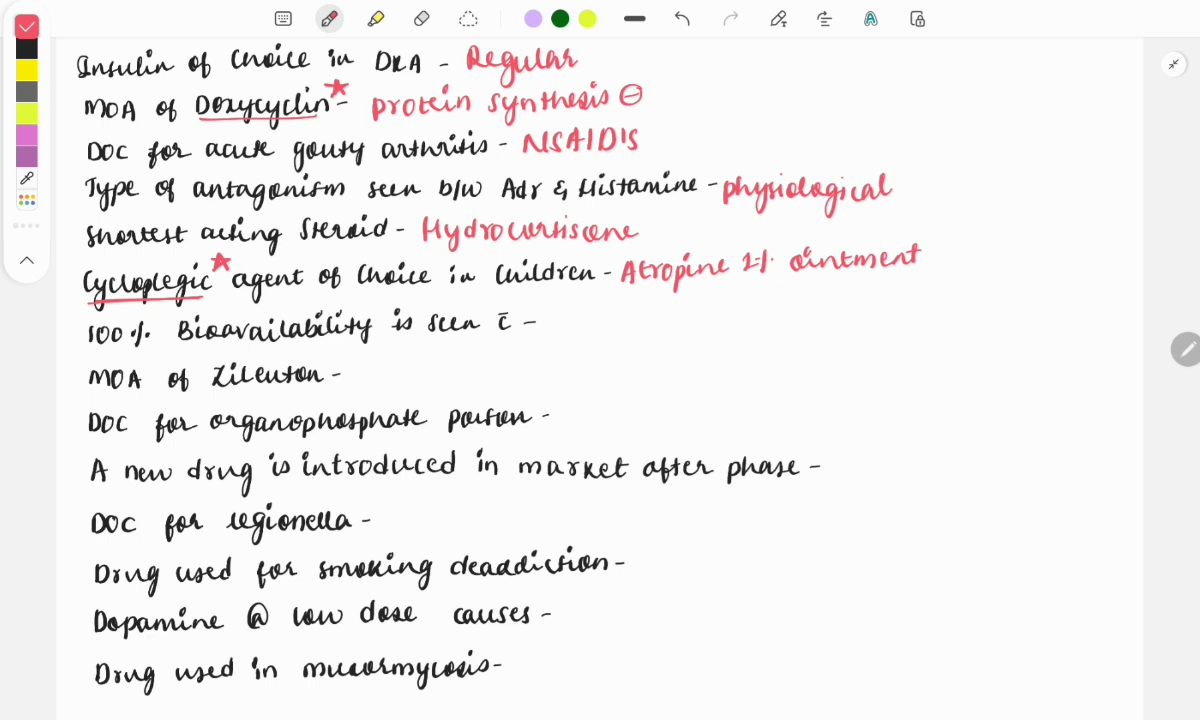 Insulin of Choice in DKA - Regular
MOA of Doxycyclin* - protein synthesis ⊖
DOC for acute gouty arthritis - NSAIDIS
Type of antagonism seen b/w Adr & Histamine - physiological
Shortest acting Steroid - Hydrocortisone
Cycloplegic* agent of Choice in Children - Atropine 1% ointment
100% Bioavailability is seen c̄ -
MOA of Zileuton -
DOC for organophosphate poison -
A new drug is introduced in market after phase -
DOC for legionella -
Drug used for smoking deaddiction -
Dopamine @ low dose causes -
Drug used in mucormycosis -